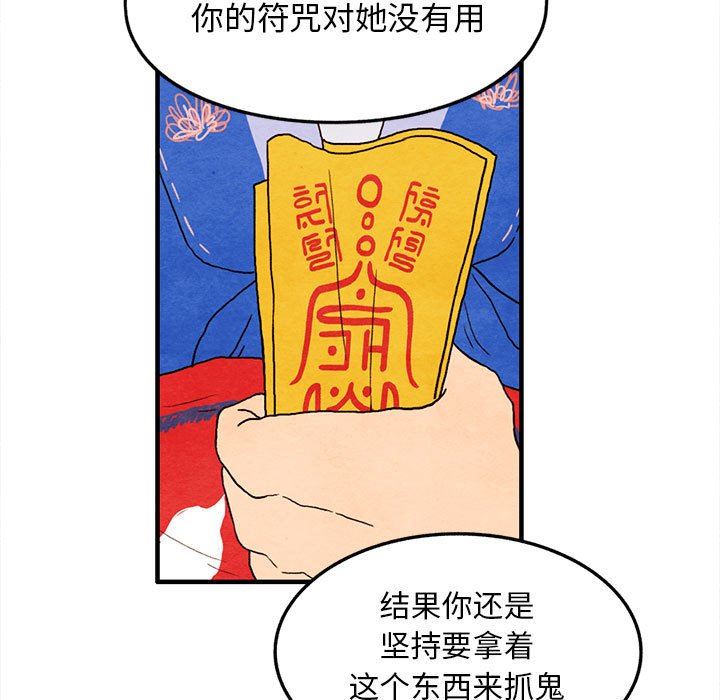 你的符咒对她没有用
结果你还是
坚持要拿着
这个东西来抓鬼